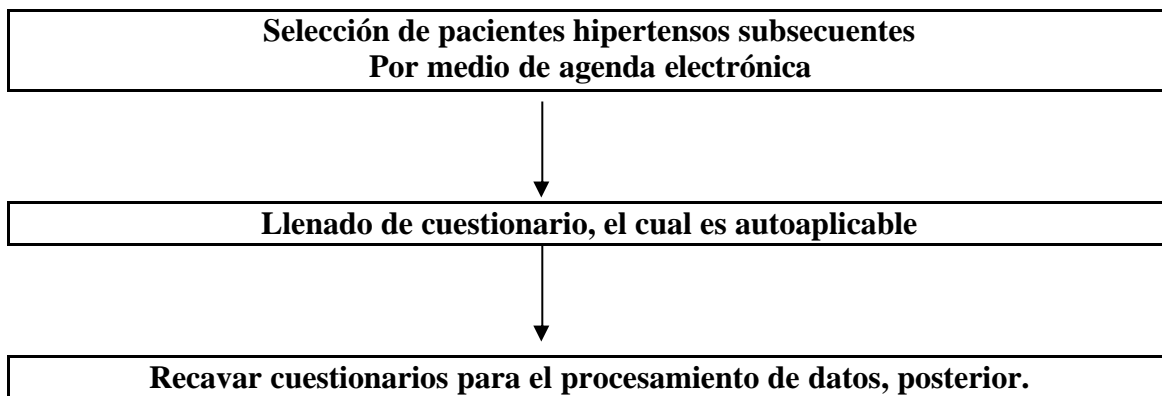 Selección de pacientes hipertensos subsecuentes
Por medio de agenda electrónica
Llenado de cuestionario, el cual es autoaplicable
Recavar cuestionarios para el procesamiento de datos, posterior.